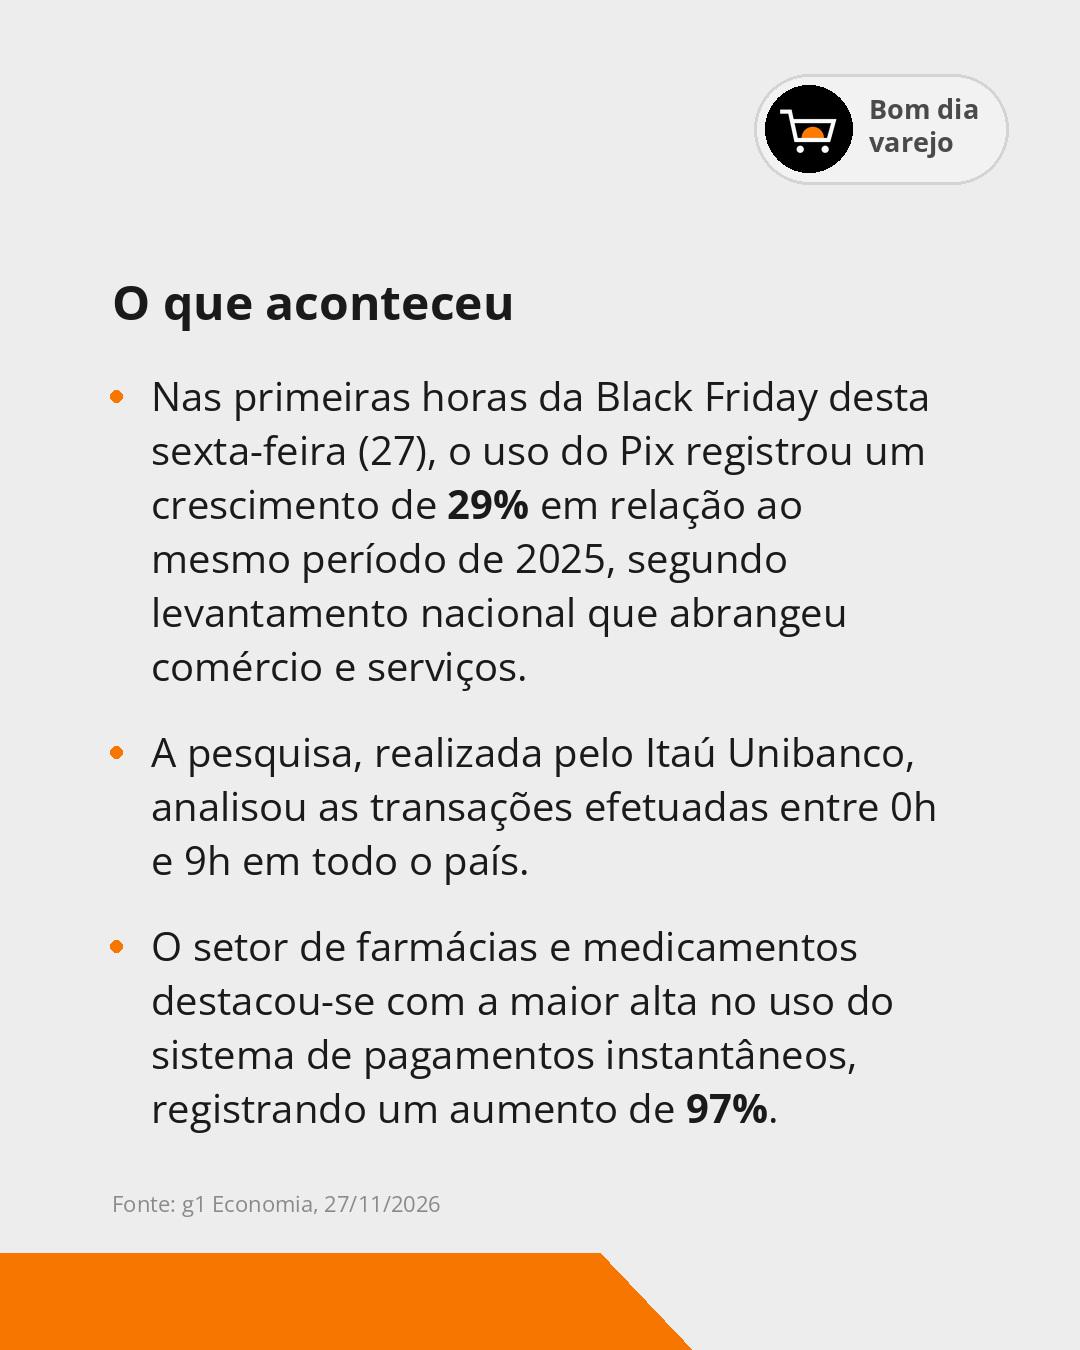 Bom dia
varejo
O que aconteceu
• Nas primeiras horas da Black Friday desta
sexta-feira (27), o uso do Pix registrou um
crescimento de 29% em relação ao
mesmo período de 2025, segundo
levantamento nacional que abrangeu
comércio e serviços.
• A pesquisa, realizada pelo Itaú Unibanco,
analisou as transações efetuadas entre 0h
e 9h em todo o país.
• O setor de farmácias e medicamentos
destacou-se com a maior alta no uso do
sistema de pagamentos instantâneos,
registrando um aumento de 97%.
Fonte: g1 Economia, 27/11/2026